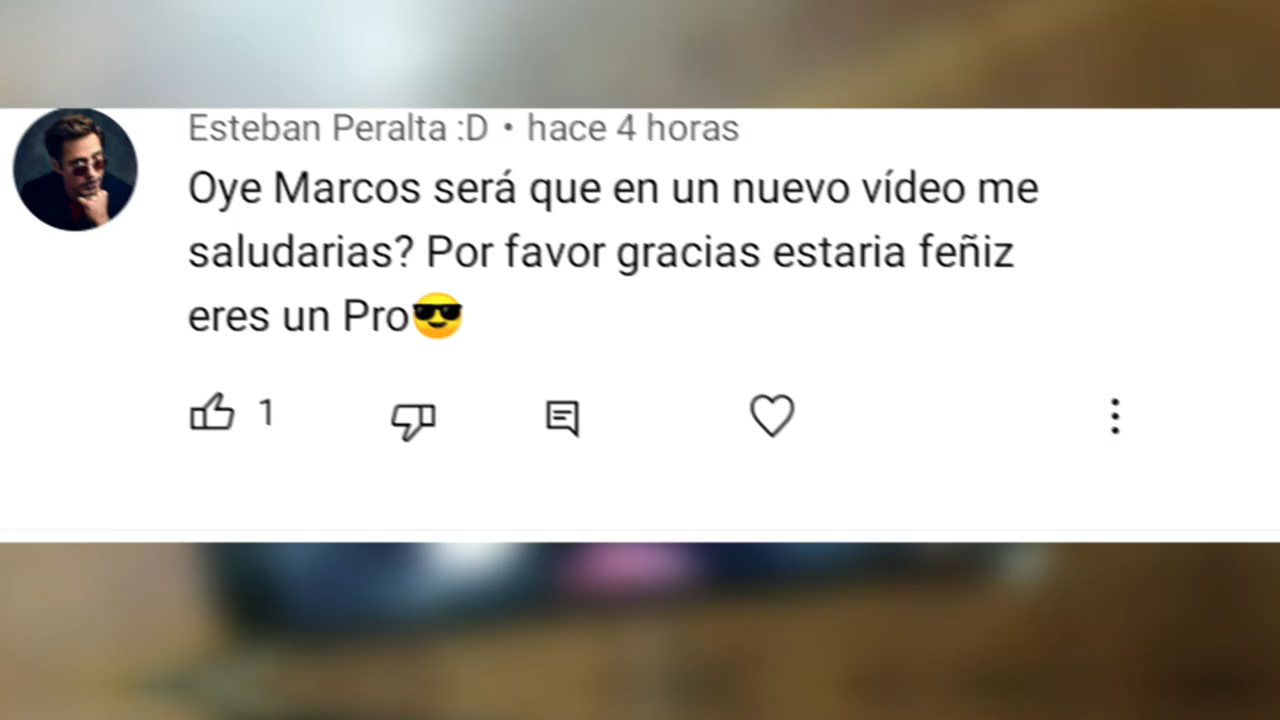 Esteban Peralta :D • hace 4 horas
Oye Marcos será que en un nuevo vídeo me
saludarias? Por favor gracias estaria feñiz
eres un Pro😎
1